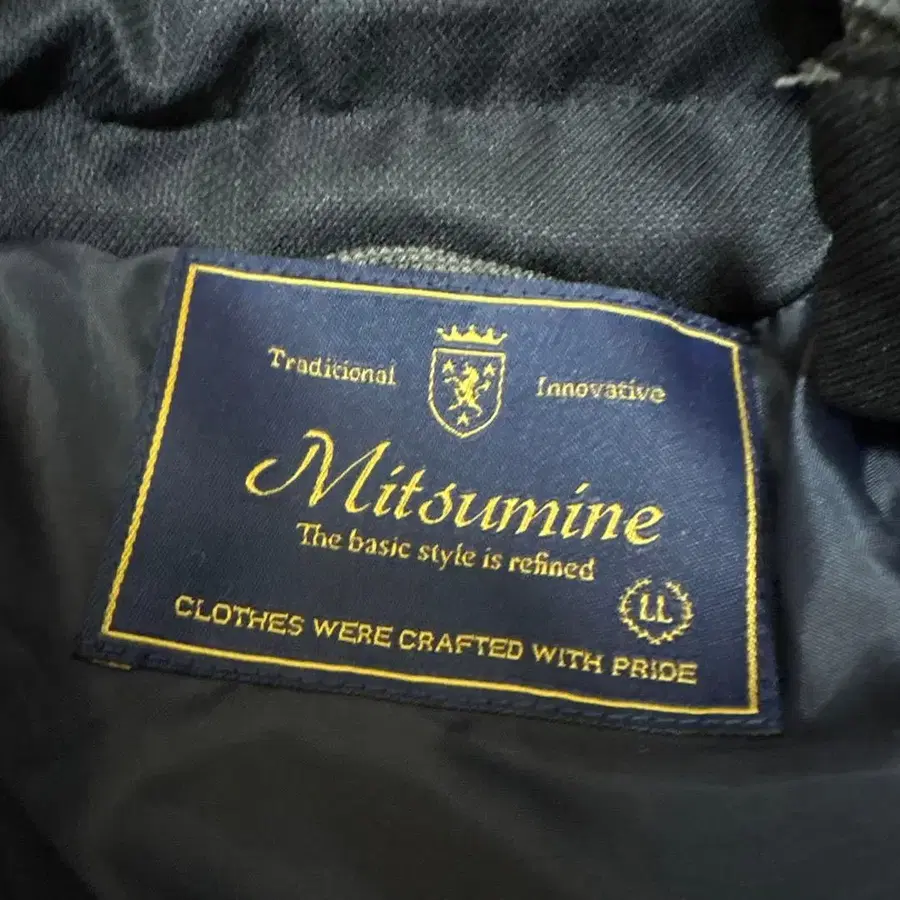 Traditional Innovative
Mitsumine
The basic style is refined
LL
CLOTHES WERE CRAFTED WITH PRIDE